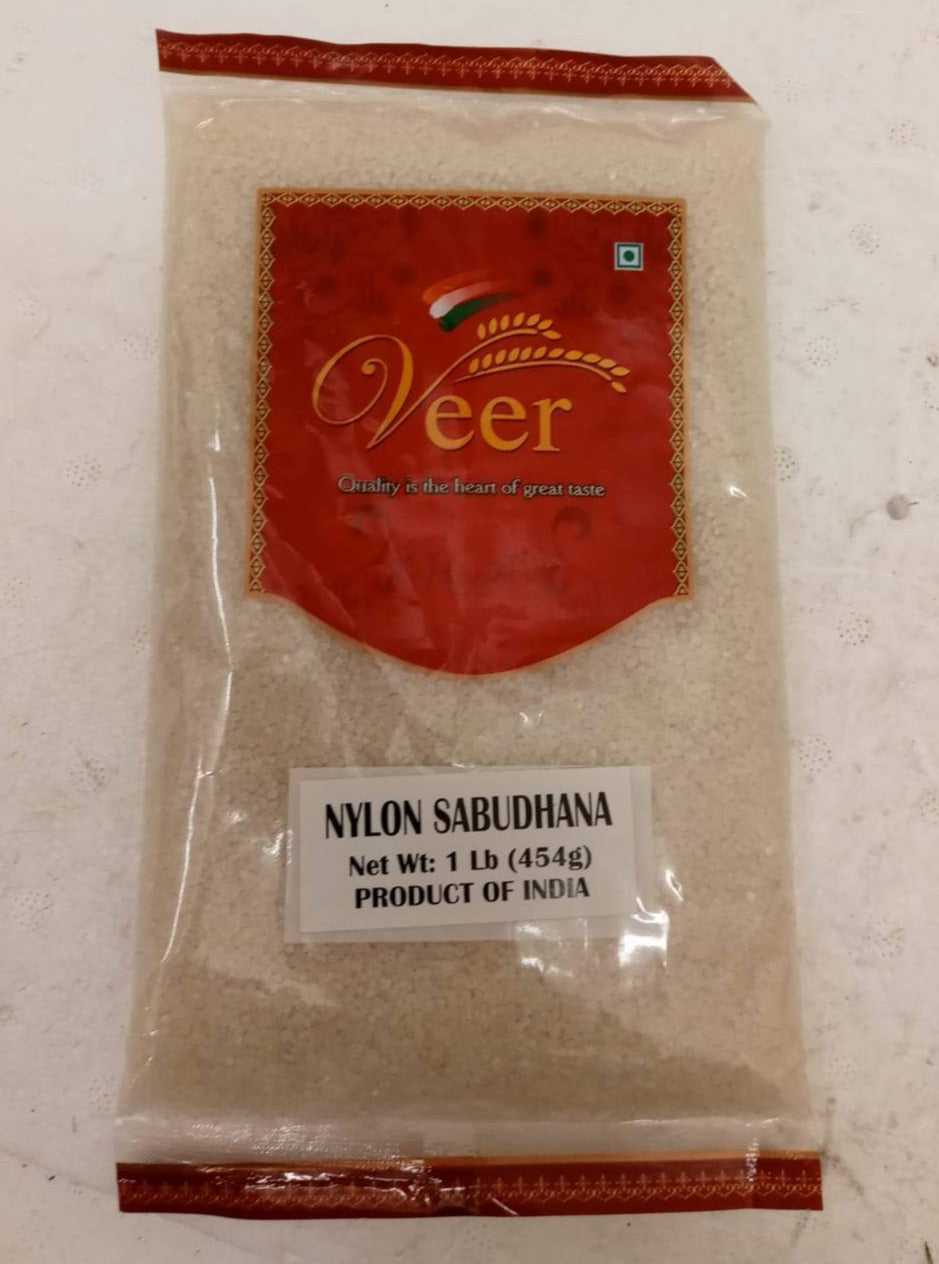 Veer
Quality is the heart of great taste
NYLON SABUDHANA
Net Wt: 1 Lb (454g)
PRODUCT OF INDIA